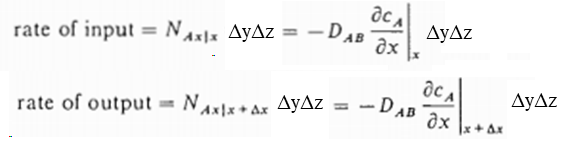 rate of input = N_{Ax|x} ΔyΔz = −D_{AB} ∂c_A/∂x |_x ΔyΔz
rate of output = N_{Ax|x+Δx} ΔyΔz = −D_{AB} ∂c_A/∂x |_{x+Δx} ΔyΔz